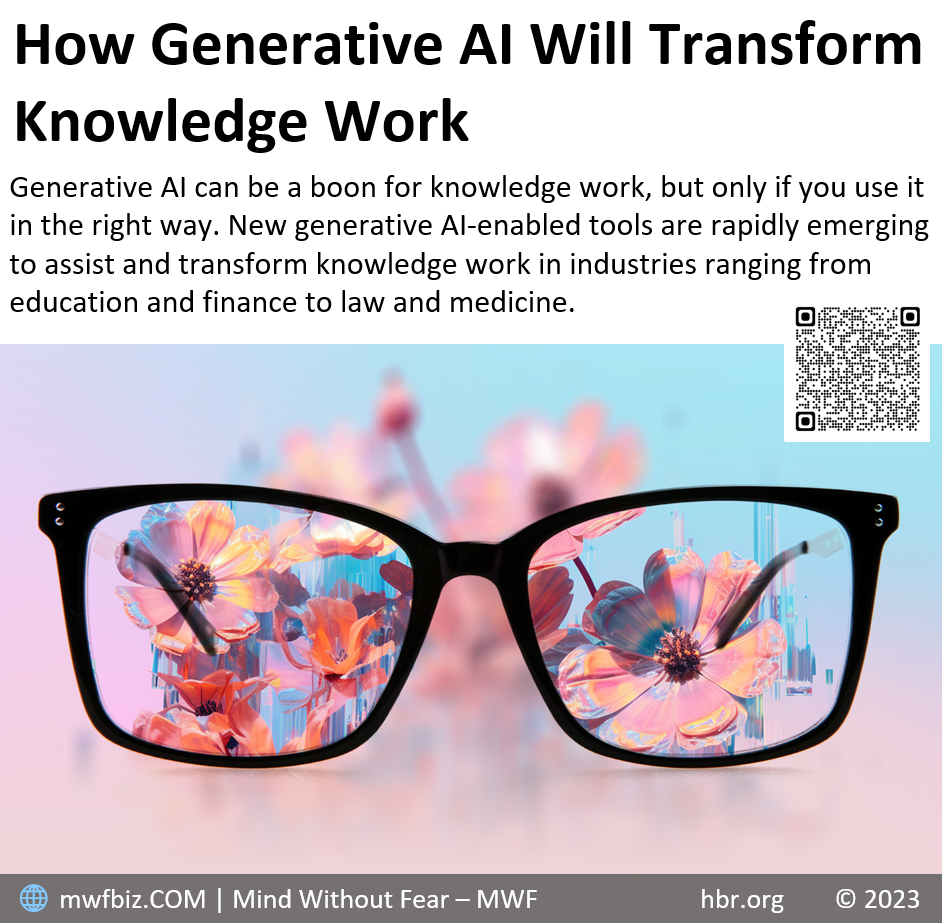 How Generative AI Will Transform
Knowledge Work
Generative AI can be a boon for knowledge work, but only if you use it
in the right way. New generative AI-enabled tools are rapidly emerging
to assist and transform knowledge work in industries ranging from
education and finance to law and medicine.
mwfbiz.COM | Mind Without Fear – MWF hbr.org © 2023